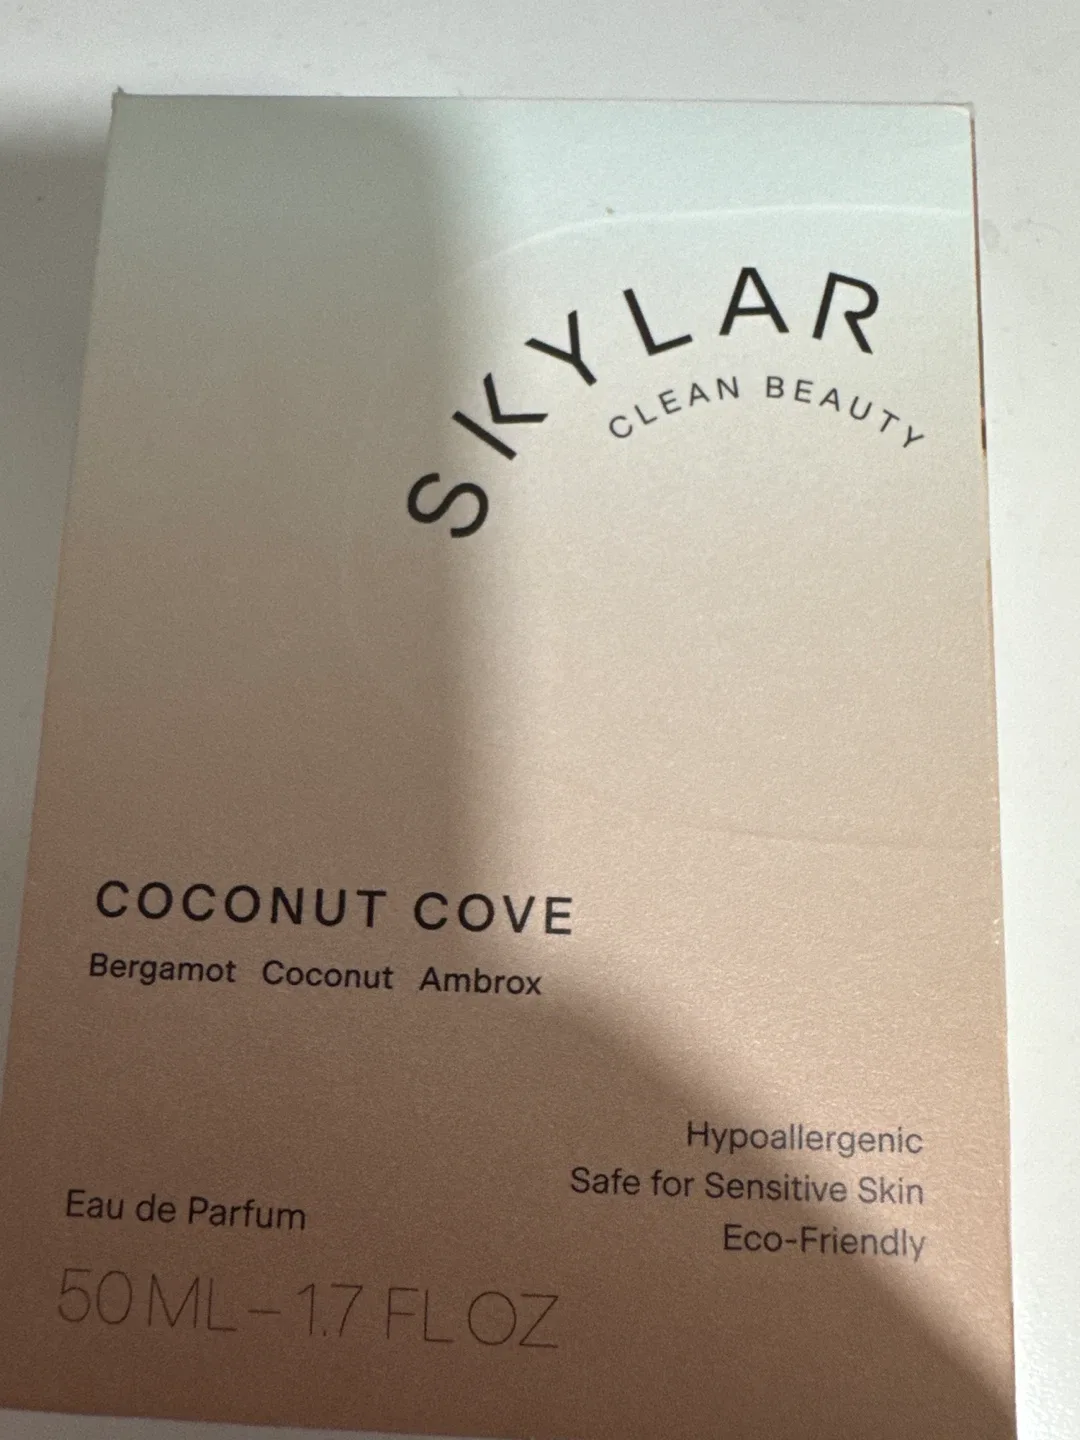 SKYLAR
CLEAN BEAUTY
COCONUT COVE
Bergamot Coconut Ambrox
Hypoallergenic
Safe for Sensitive Skin
Eco-Friendly
Eau de Parfum
50 ML – 1.7 FL OZ